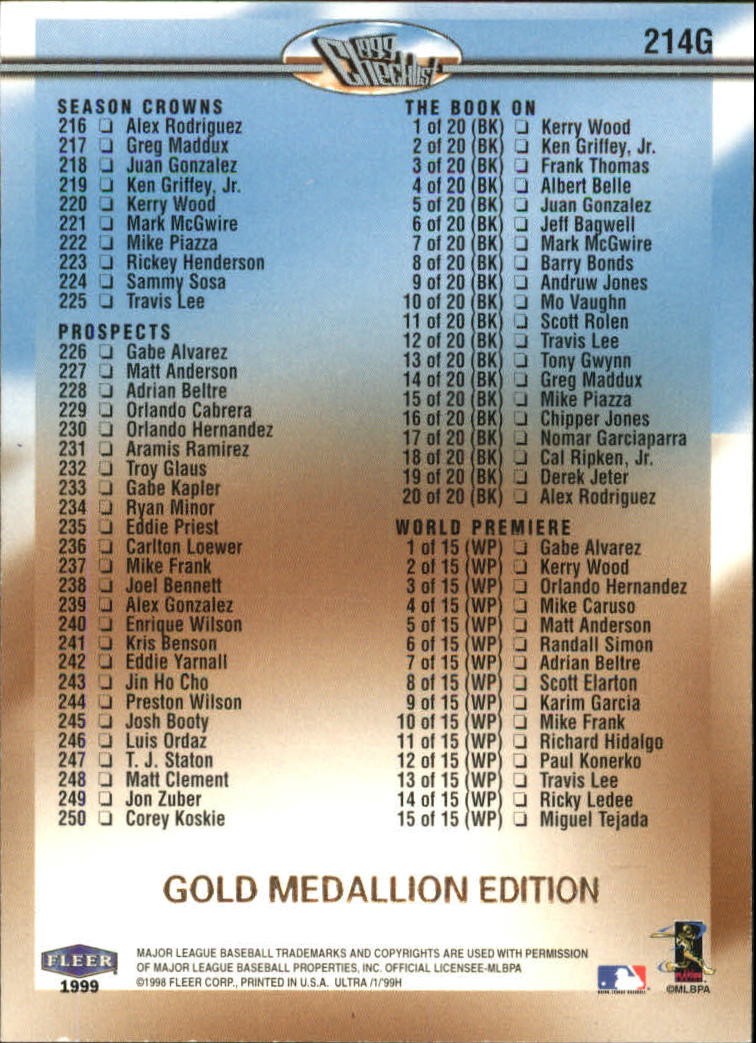 214G
1999
Checklist
SEASON CROWNS
216 ❏ Alex Rodriguez
217 ❏ Greg Maddux
218 ❏ Juan Gonzalez
219 ❏ Ken Griffey, Jr.
220 ❏ Kerry Wood
221 ❏ Mark McGwire
222 ❏ Mike Piazza
223 ❏ Rickey Henderson
224 ❏ Sammy Sosa
225 ❏ Travis Lee
PROSPECTS
226 ❏ Gabe Alvarez
227 ❏ Matt Anderson
228 ❏ Adrian Beltre
229 ❏ Orlando Cabrera
230 ❏ Orlando Hernandez
231 ❏ Aramis Ramirez
232 ❏ Troy Glaus
233 ❏ Gabe Kapler
234 ❏ Ryan Minor
235 ❏ Eddie Priest
236 ❏ Carlton Loewer
237 ❏ Mike Frank
238 ❏ Joel Bennett
239 ❏ Alex Gonzalez
240 ❏ Enrique Wilson
241 ❏ Kris Benson
242 ❏ Eddie Yarnall
243 ❏ Jin Ho Cho
244 ❏ Preston Wilson
245 ❏ Josh Booty
246 ❏ Luis Ordaz
247 ❏ T. J. Staton
248 ❏ Matt Clement
249 ❏ Jon Zuber
250 ❏ Corey Koskie
THE BOOK ON
1 of 20 (BK) ❏ Kerry Wood
2 of 20 (BK) ❏ Ken Griffey, Jr.
3 of 20 (BK) ❏ Frank Thomas
4 of 20 (BK) ❏ Albert Belle
5 of 20 (BK) ❏ Juan Gonzalez
6 of 20 (BK) ❏ Jeff Bagwell
7 of 20 (BK) ❏ Mark McGwire
8 of 20 (BK) ❏ Barry Bonds
9 of 20 (BK) ❏ Andruw Jones
10 of 20 (BK) ❏ Mo Vaughn
11 of 20 (BK) ❏ Scott Rolen
12 of 20 (BK) ❏ Travis Lee
13 of 20 (BK) ❏ Tony Gwynn
14 of 20 (BK) ❏ Greg Maddux
15 of 20 (BK) ❏ Mike Piazza
16 of 20 (BK) ❏ Chipper Jones
17 of 20 (BK) ❏ Nomar Garciaparra
18 of 20 (BK) ❏ Cal Ripken, Jr.
19 of 20 (BK) ❏ Derek Jeter
20 of 20 (BK) ❏ Alex Rodriguez
WORLD PREMIERE
1 of 15 (WP) ❏ Gabe Alvarez
2 of 15 (WP) ❏ Kerry Wood
3 of 15 (WP) ❏ Orlando Hernandez
4 of 15 (WP) ❏ Mike Caruso
5 of 15 (WP) ❏ Matt Anderson
6 of 15 (WP) ❏ Randall Simon
7 of 15 (WP) ❏ Adrian Beltre
8 of 15 (WP) ❏ Scott Elarton
9 of 15 (WP) ❏ Karim Garcia
10 of 15 (WP) ❏ Mike Frank
11 of 15 (WP) ❏ Richard Hidalgo
12 of 15 (WP) ❏ Paul Konerko
13 of 15 (WP) ❏ Travis Lee
14 of 15 (WP) ❏ Ricky Ledee
15 of 15 (WP) ❏ Miguel Tejada
GOLD MEDALLION EDITION
FLEER
1999
MAJOR LEAGUE BASEBALL TRADEMARKS AND COPYRIGHTS ARE USED WITH PERMISSION
OF MAJOR LEAGUE BASEBALL PROPERTIES, INC. OFFICIAL LICENSEE-MLBPA
©1998 FLEER CORP., PRINTED IN U.S.A. ULTRA /1/'99H
©MLBPA